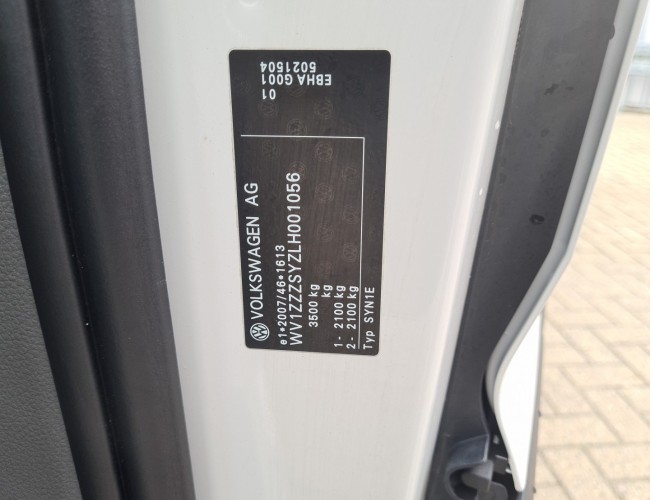 VOLKSWAGEN AG
e1*2007/46*1613
WV1ZZZSYZLH001056
3500 kg
kg
1- 2100 kg
2- 2100 kg
Typ SYN1E
01
EBHA G001
5021504